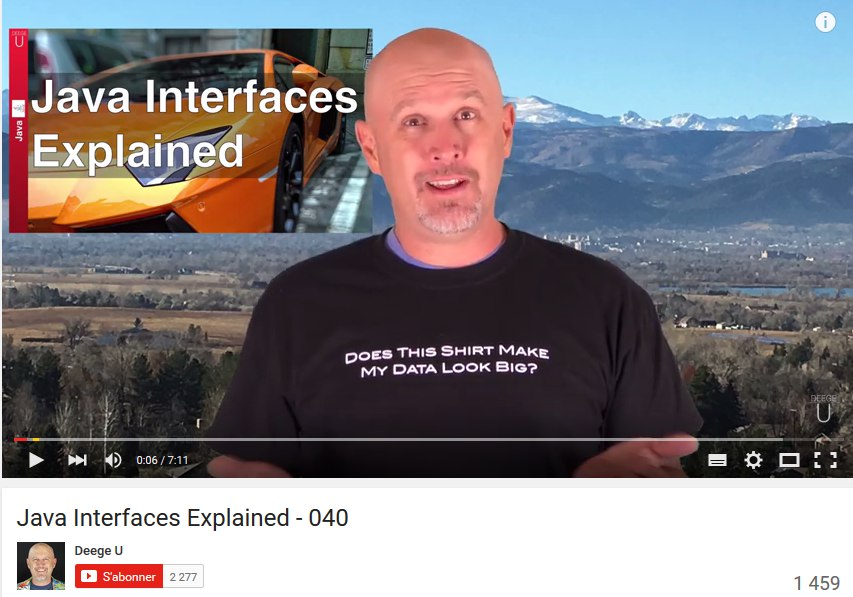 DEEGE
U
Java
Java Interfaces
Explained
DOES THIS SHIRT MAKE
MY DATA LOOK BIG?
DEEGE
U
0:06 / 7:11
Java Interfaces Explained - 040
Deege U
S'abonner 2 277
1 459